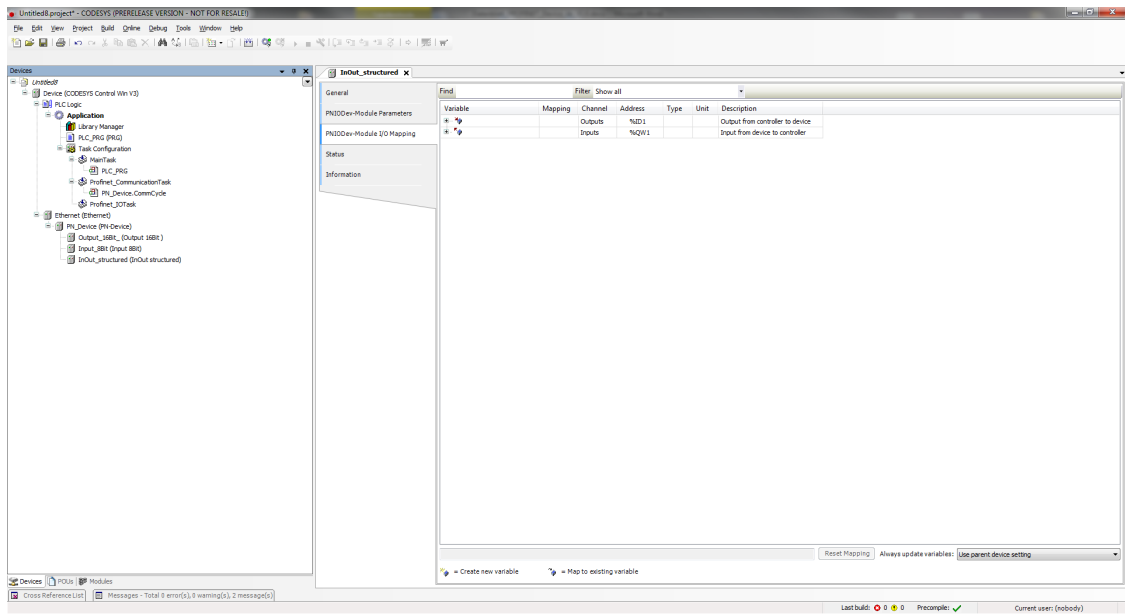 Untitled8.project* - CODESYS (PRERELEASE VERSION - NOT FOR RESALE!)
File Edit View Project Build Online Debug Tools Window Help
Devices
Untitled8
Device (CODESYS Control Win V3)
PLC Logic
Application
Library Manager
PLC_PRG (PRG)
Task Configuration
MainTask
PLC_PRG
Profinet_CommunicationTask
PN_Device.CommCycle
Profinet_IOTask
Ethernet (Ethernet)
PN_Device (PN-Device)
Output_16Bit_ (Output 16Bit )
Input_8Bit (Input 8Bit)
InOut_structured (InOut structured)
InOut_structured
General
PNIODev-Module Parameters
PNIODev-Module I/O Mapping
Status
Information
Find Filter Show all
Variable Mapping Channel Address Type Unit Description
Outputs %ID1 Output from controller to device
Inputs %QW1 Input from device to controller
Reset Mapping Always update variables: Use parent device setting
= Create new variable = Map to existing variable
Devices POUs Modules
Cross Reference List Messages - Total 0 error(s), 0 warning(s), 2 message(s)
Last build: 0 0 Precompile: Current user: (nobody)